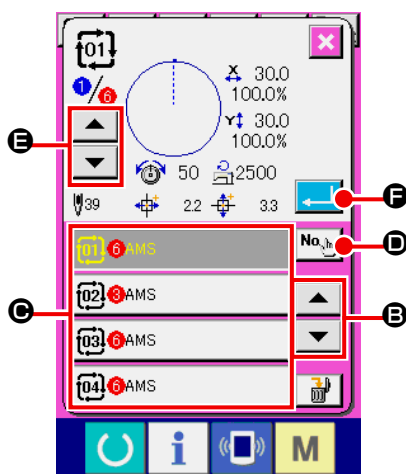 01
X 30.0
100.0%
1/6
Y 30.0
100.0%
E
50 2500
39 2.2 3.3
F
No.
D
01 6 AMS
02 3 AMS
C
B
03 6 AMS
04 6 AMS
i M